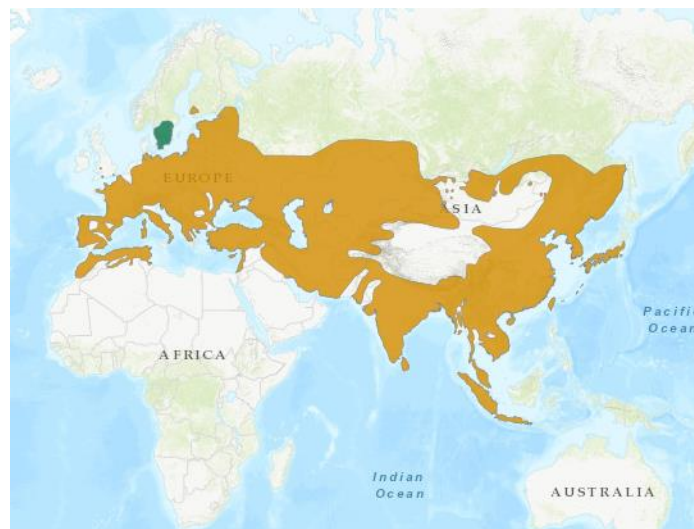 EUROPE
ASIA
Pacific
Ocean
AFRICA
Indian
Ocean
AUSTRALIA